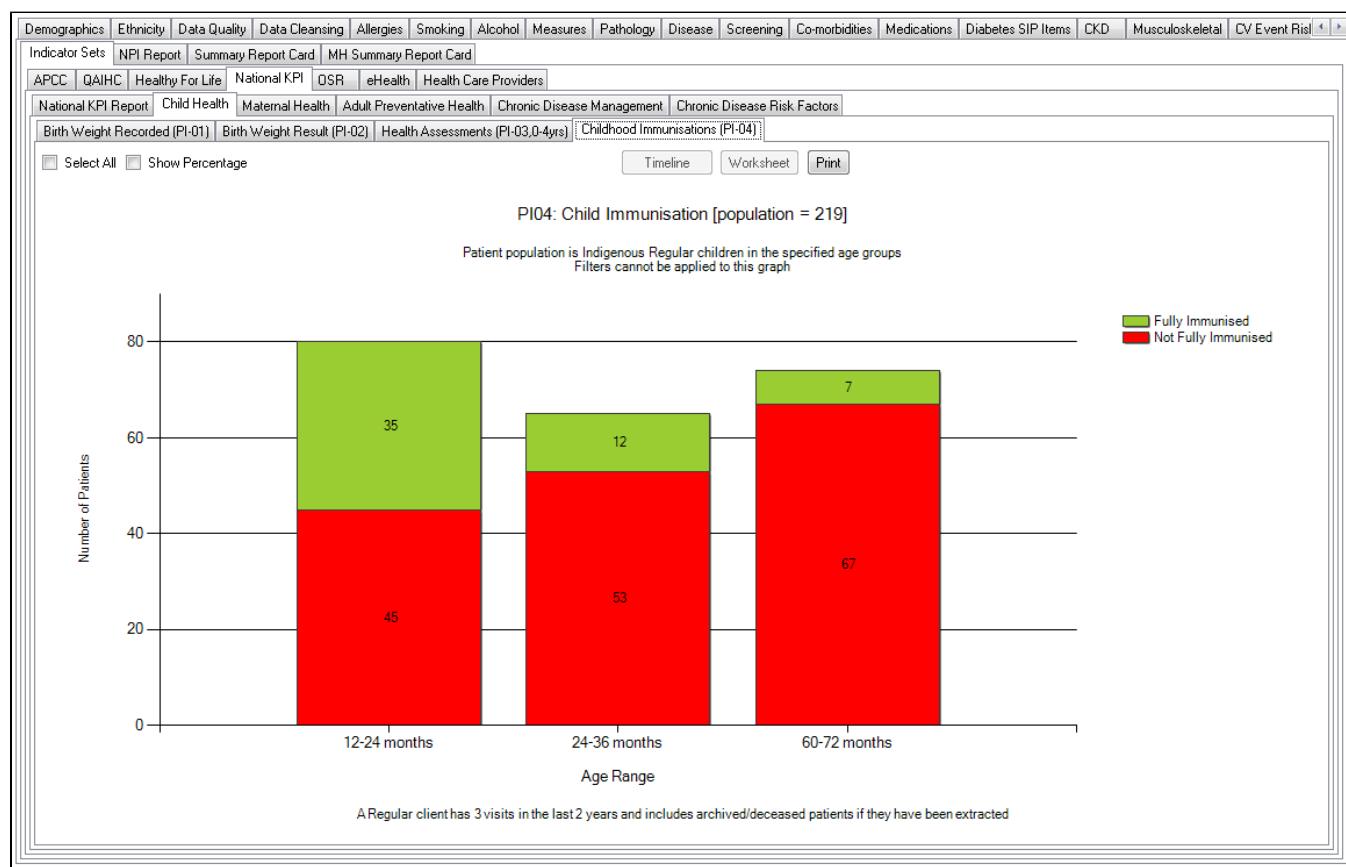 Demographics Ethnicity Data Quality Data Cleansing Allergies Smoking Alcohol Measures Pathology Disease Screening Co-morbidities Medications Diabetes SIP Items CKD Musculoskeletal CV Event Risl
Indicator Sets NPI Report Summary Report Card MH Summary Report Card
APCC QAIHC Healthy For Life National KPI OSR eHealth Health Care Providers
National KPI Report Child Health Maternal Health Adult Preventative Health Chronic Disease Management Chronic Disease Risk Factors
Birth Weight Recorded (PI-01) Birth Weight Result (PI-02) Health Assessments (PI-03,0-4yrs) Childhood Immunisations (PI-04)
Select All Show Percentage Timeline Worksheet Print
PI04: Child Immunisation [population = 219]
Patient population is Indigenous Regular children in the specified age groups
Filters cannot be applied to this graph
Fully Immunised
Not Fully Immunised
Number of Patients
80
60
40
20
0
35
45
12
53
7
67
12-24 months 24-36 months 60-72 months
Age Range
A Regular client has 3 visits in the last 2 years and includes archived/deceased patients if they have been extracted